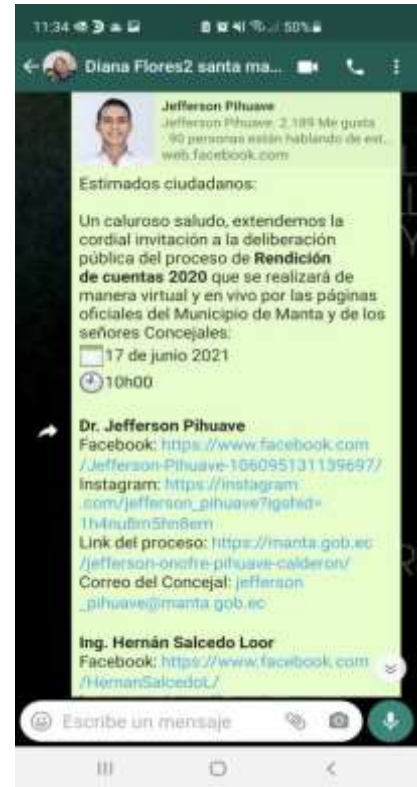 11:34
50%
Diana Flores2 santa ma...
Jefferson Pihuave
Jefferson Pihuave. 2.189 Me gusta
90 personas están hablando de est...
web.facebook.com
Estimados ciudadanos:
Un caluroso saludo, extendemos la
cordial invitación a la deliberación
pública del proceso de Rendición
de cuentas 2020 que se realizará de
manera virtual y en vivo por las páginas
oficiales del Municipio de Manta y de los
señores Concejales:
17 de junio 2021
10h00
Dr. Jefferson Pihuave
Facebook: https://www.facebook.com
/Jefferson-Pihuave-106095131139697/
Instagram: https://instagram
.com/jefferson_pihuave?igshid=
Link del proceso: https://manta.gob.ec
/jefferson-onofre-pihuave-calderon/
Correo del Concejal: jefferson
_pihuave@manta.gob.ec
Ing. Hernán Salcedo Loor
Facebook: https://www.facebook.com
/HernanSalcedoL/
Escribe un mensaje